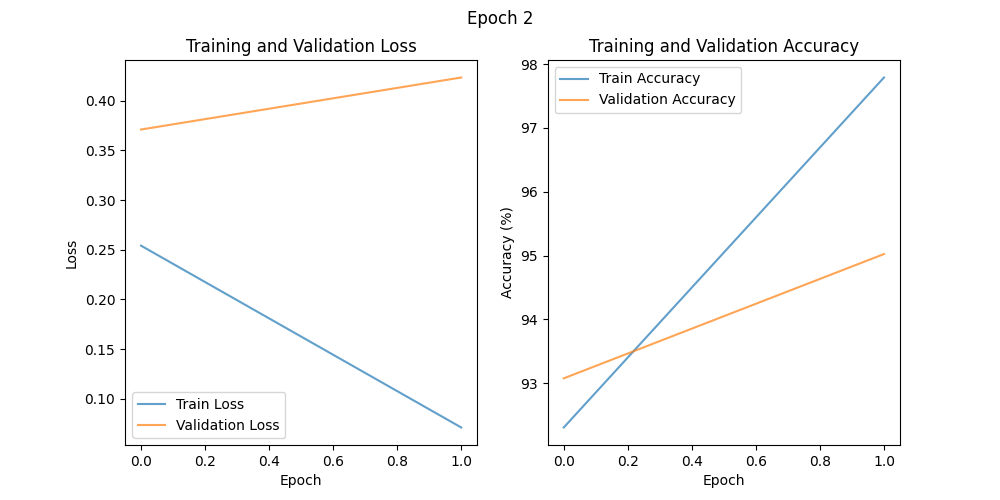 Epoch 2
Training and Validation Loss
0.40
0.35
0.30
0.25
0.20
0.15
0.10
Loss
Train Loss
Validation Loss
0.0 0.2 0.4 0.6 0.8 1.0
Epoch
Training and Validation Accuracy
98
97
96
95
94
93
Accuracy (%)
Train Accuracy
Validation Accuracy
0.0 0.2 0.4 0.6 0.8 1.0
Epoch